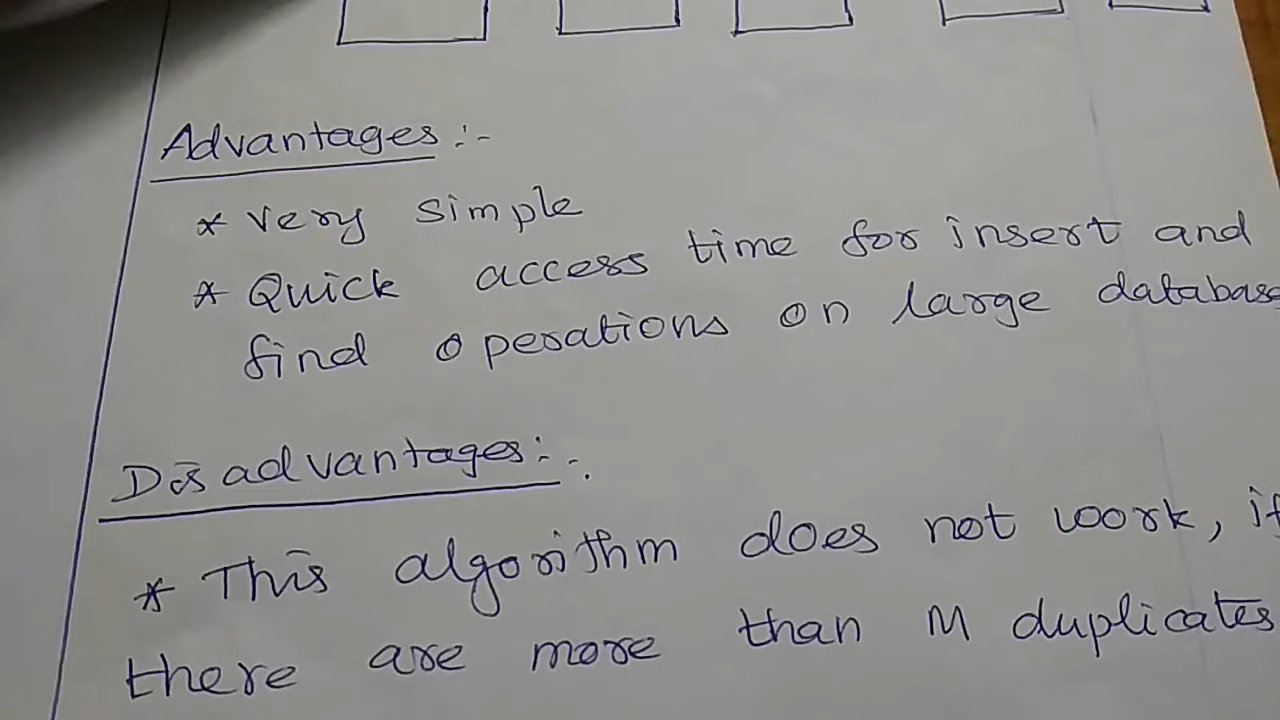 Advantages :-
* Very simple
* Quick access time for insert and
find operations on large databas
Disadvantages:-.
* This algorithm does not work, if
there are more than M duplicates